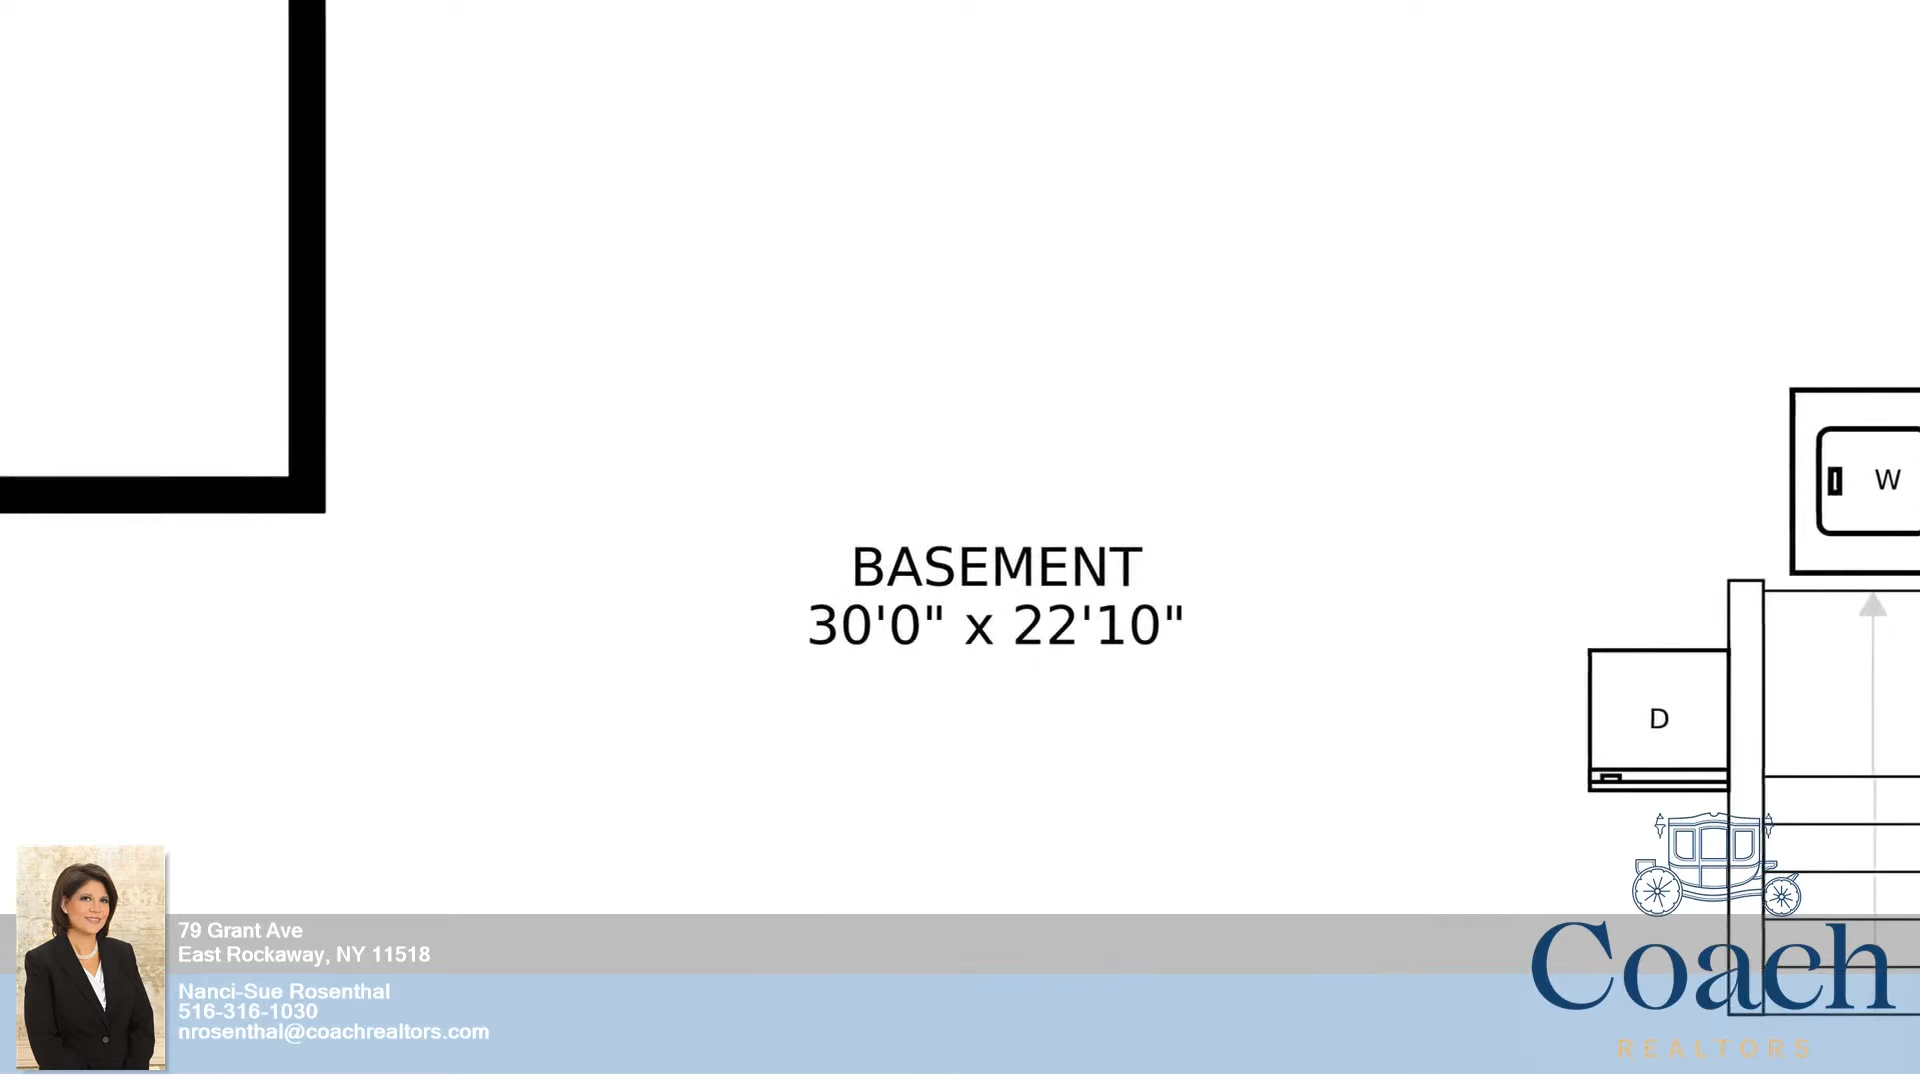 W
BASEMENT
30'0" x 22'10"
D
79 Grant Ave
East Rockaway, NY 11518
Nanci-Sue Rosenthal
516-316-1030
nrosenthal@coachrealtors.com
Coach
REALTORS